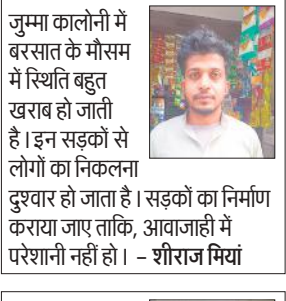 जुम्मा कालोनी में
बरसात के मौसम
में स्थिति बहुत
खराब हो जाती
है। इन सड़कों से
लोगों का निकलना
दुश्वार हो जाता है। सड़कों का निर्माण
कराया जाए ताकि, आवाजाही में
परेशानी नहीं हो। – शीराज मियां